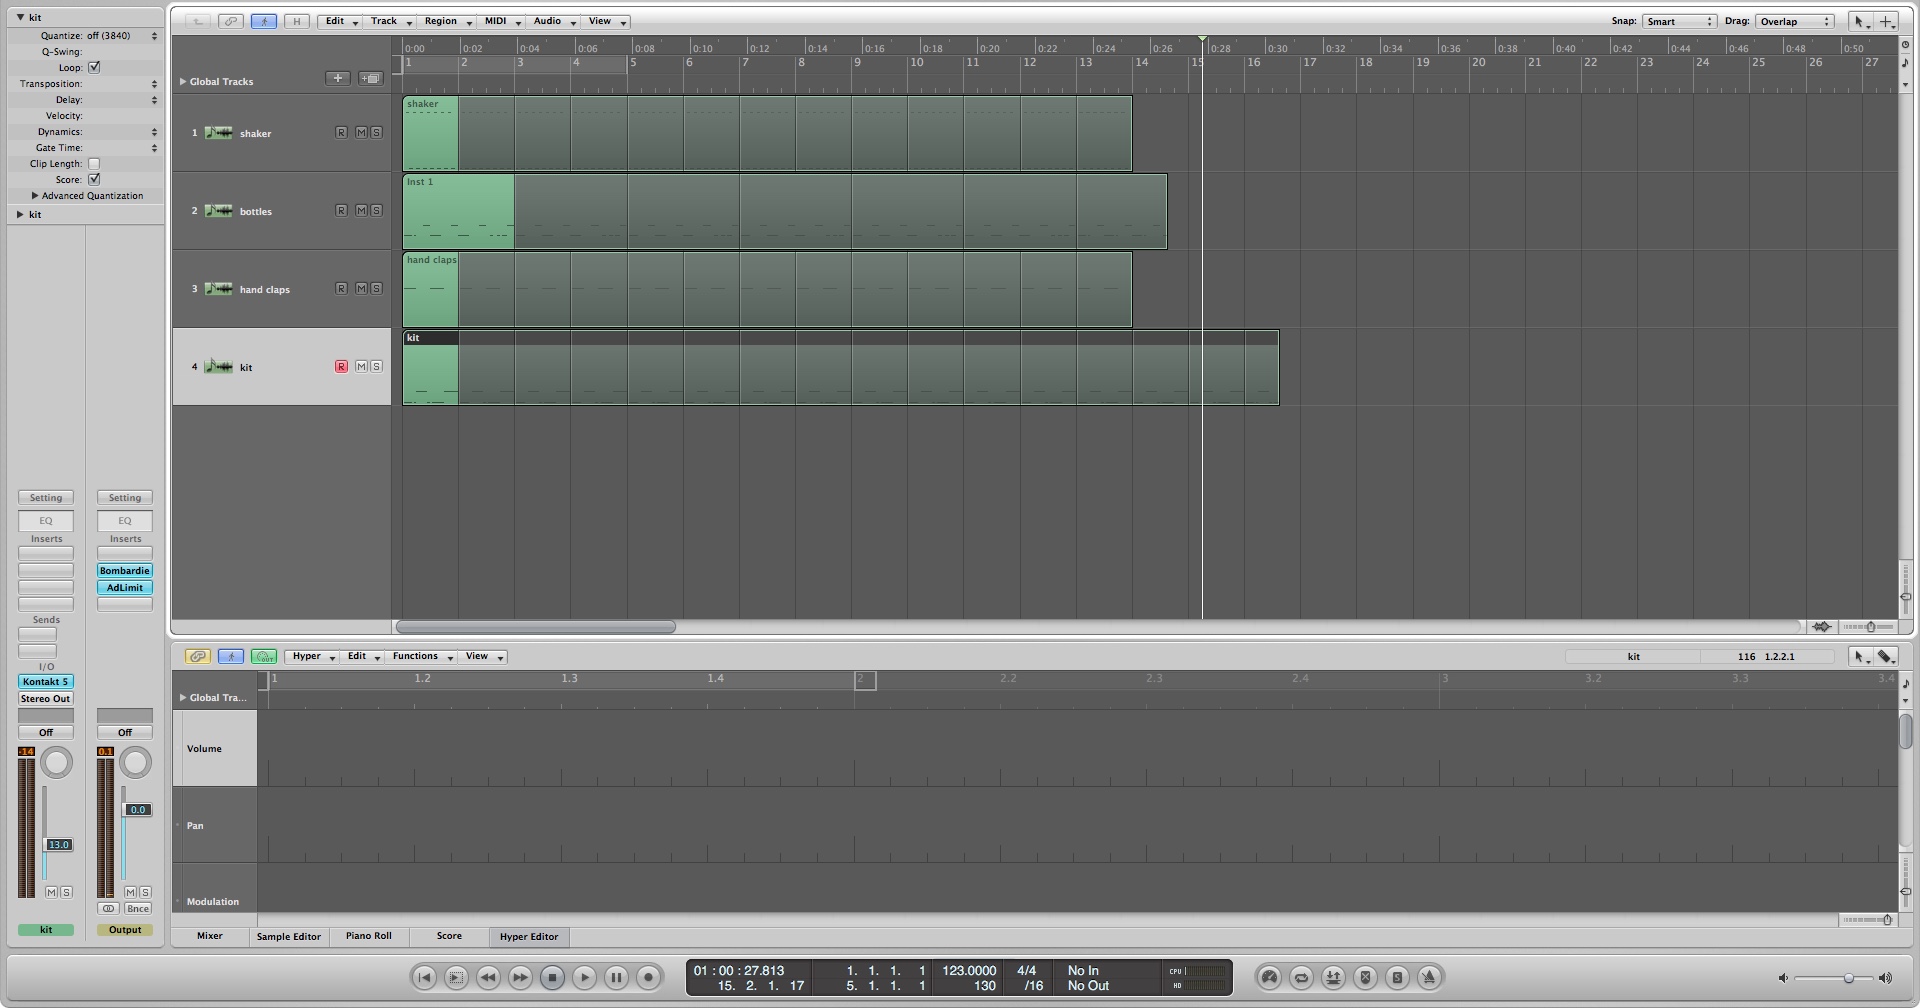 kit
Quantize: off (3840)
Q-Swing:
Loop:
Transposition:
Delay:
Velocity:
Dynamics:
Gate Time:
Clip Length:
Score:
Advanced Quantization
kit
Setting Setting
EQ EQ
Inserts Inserts
Bombardie
AdLimit
Sends
I/O
Kontakt 5
Stereo Out
Off Off
-14 0.1
0.0
13.0
M S M S
Bnce
kit Output
H Edit Track Region MIDI Audio View Snap: Smart Drag: Overlap
0:00 0:02 0:04 0:06 0:08 0:10 0:12 0:14 0:16 0:18 0:20 0:22 0:24 0:26 0:28 0:30 0:32 0:34 0:36 0:38 0:40 0:42 0:44 0:46 0:48 0:50
1 2 3 4 5 6 7 8 9 10 11 12 13 14 15 16 17 18 19 20 21 22 23 24 25 26 27
Global Tracks
shaker
1 shaker R M S
Inst 1
2 bottles R M S
hand claps
3 hand claps R M S
kit
4 kit R M S
OUT Hyper Edit Functions View kit 116 1.2.2.1
1 1.2 1.3 1.4 2 2.2 2.3 2.4 3 3.2 3.3 3.4
Global Tra...
Volume
Pan
Modulation
Mixer Sample Editor Piano Roll Score Hyper Editor
01 : 00 : 27.813 1. 1. 1. 1 123.0000 4/4 No In CPU
15. 2. 1. 17 5. 1. 1. 1 130 /16 No Out HD
S